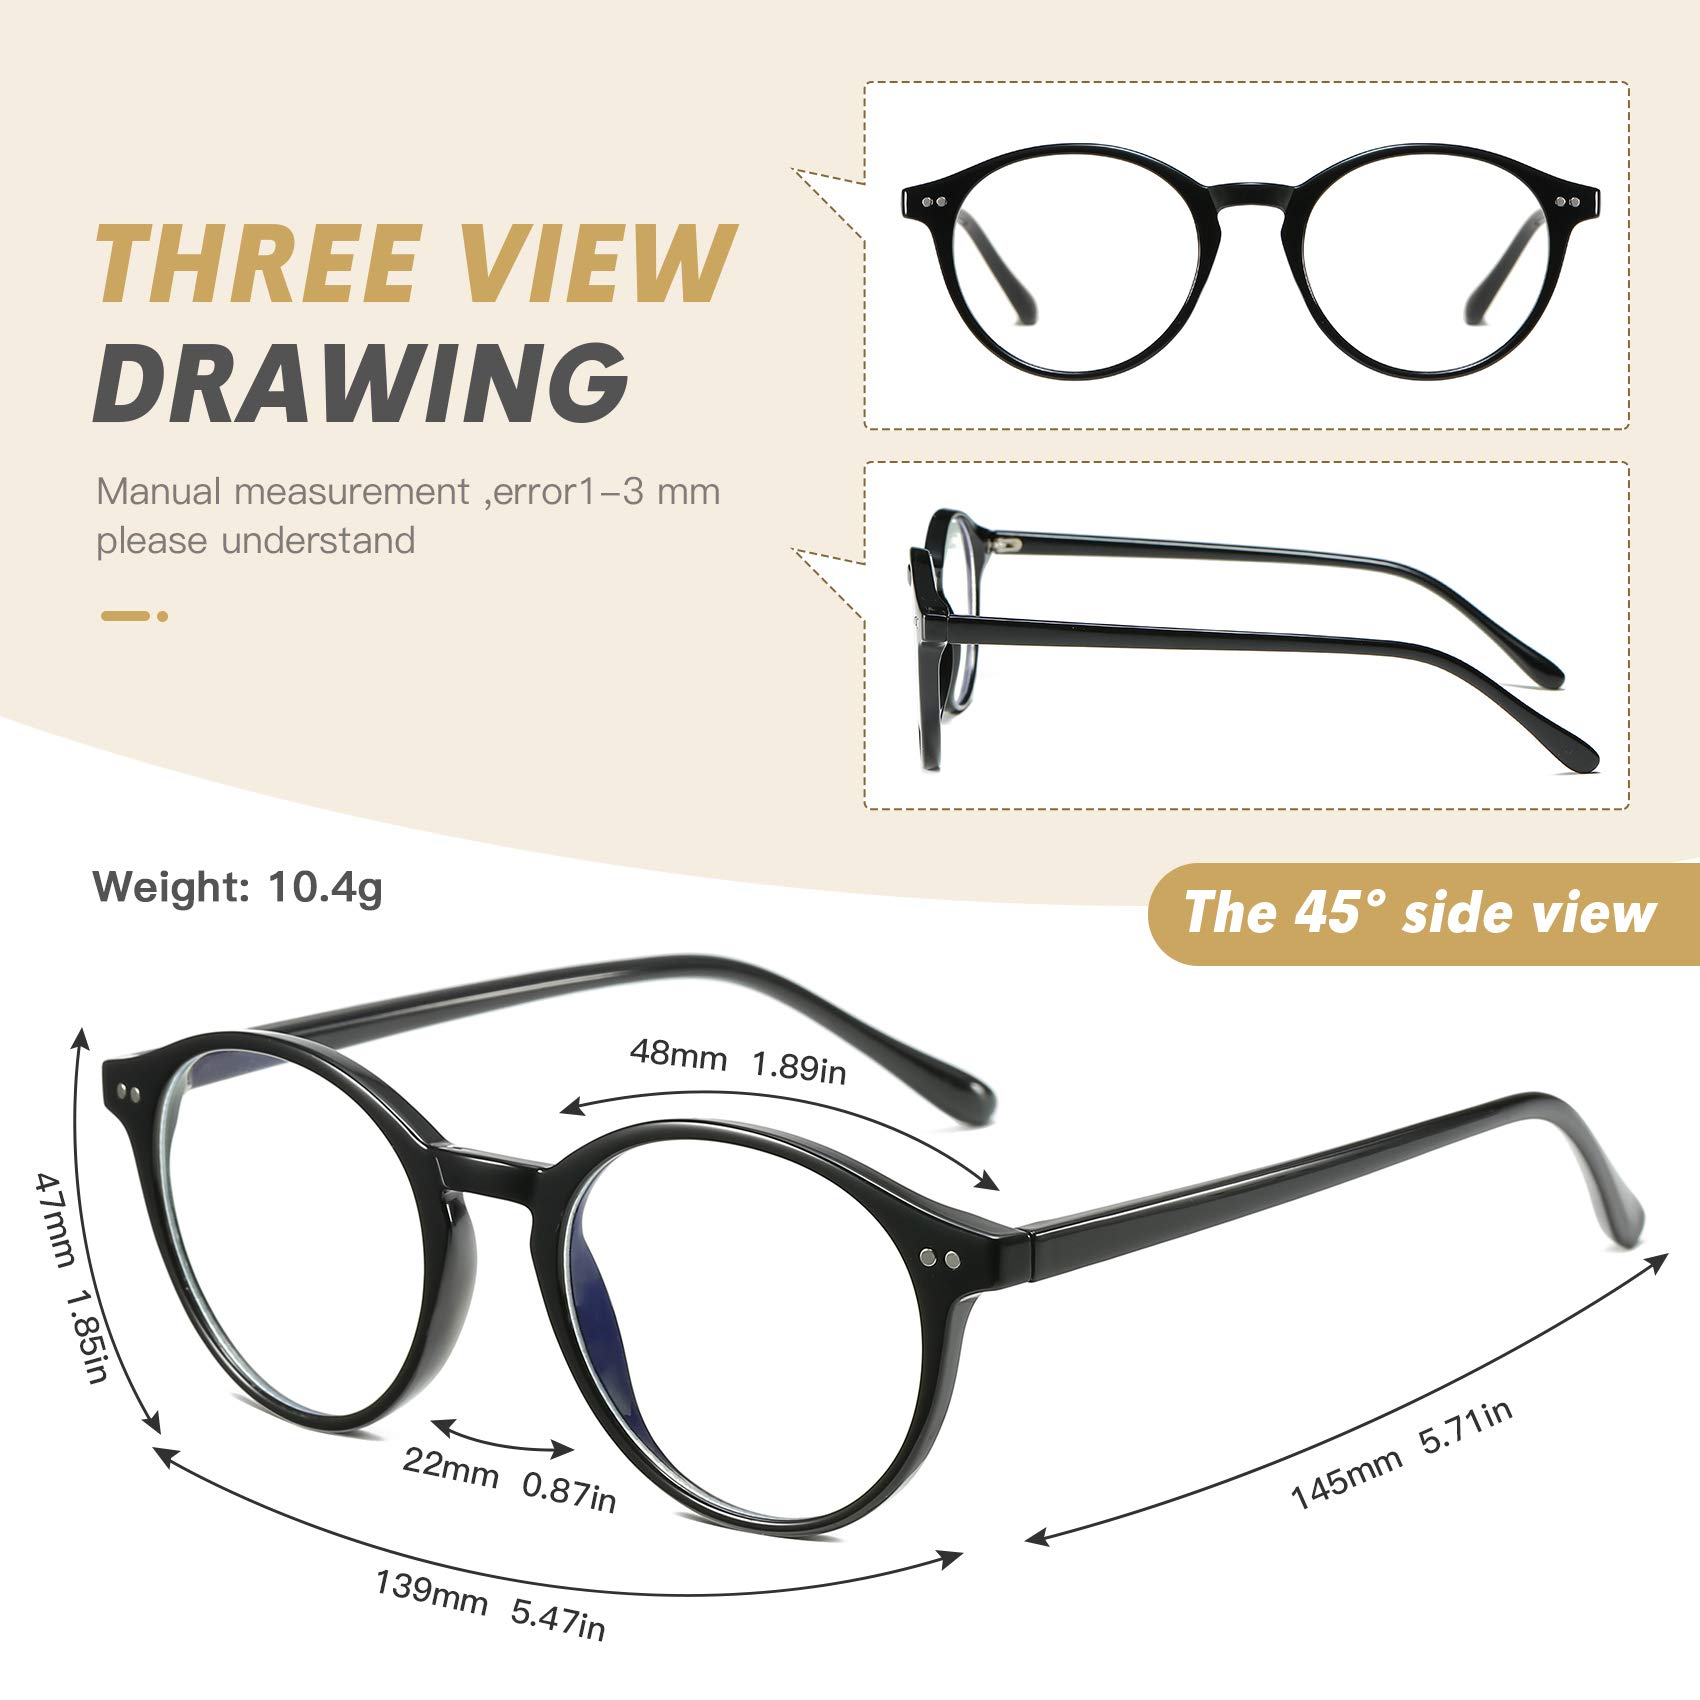 THREE VIEW
DRAWING
Manual measurement ,error1-3 mm
please understand
Weight: 10.4g
The 45° side view
48mm 1.89in
47mm 1.85in
22mm 0.87in
139mm 5.47in
145mm 5.71in